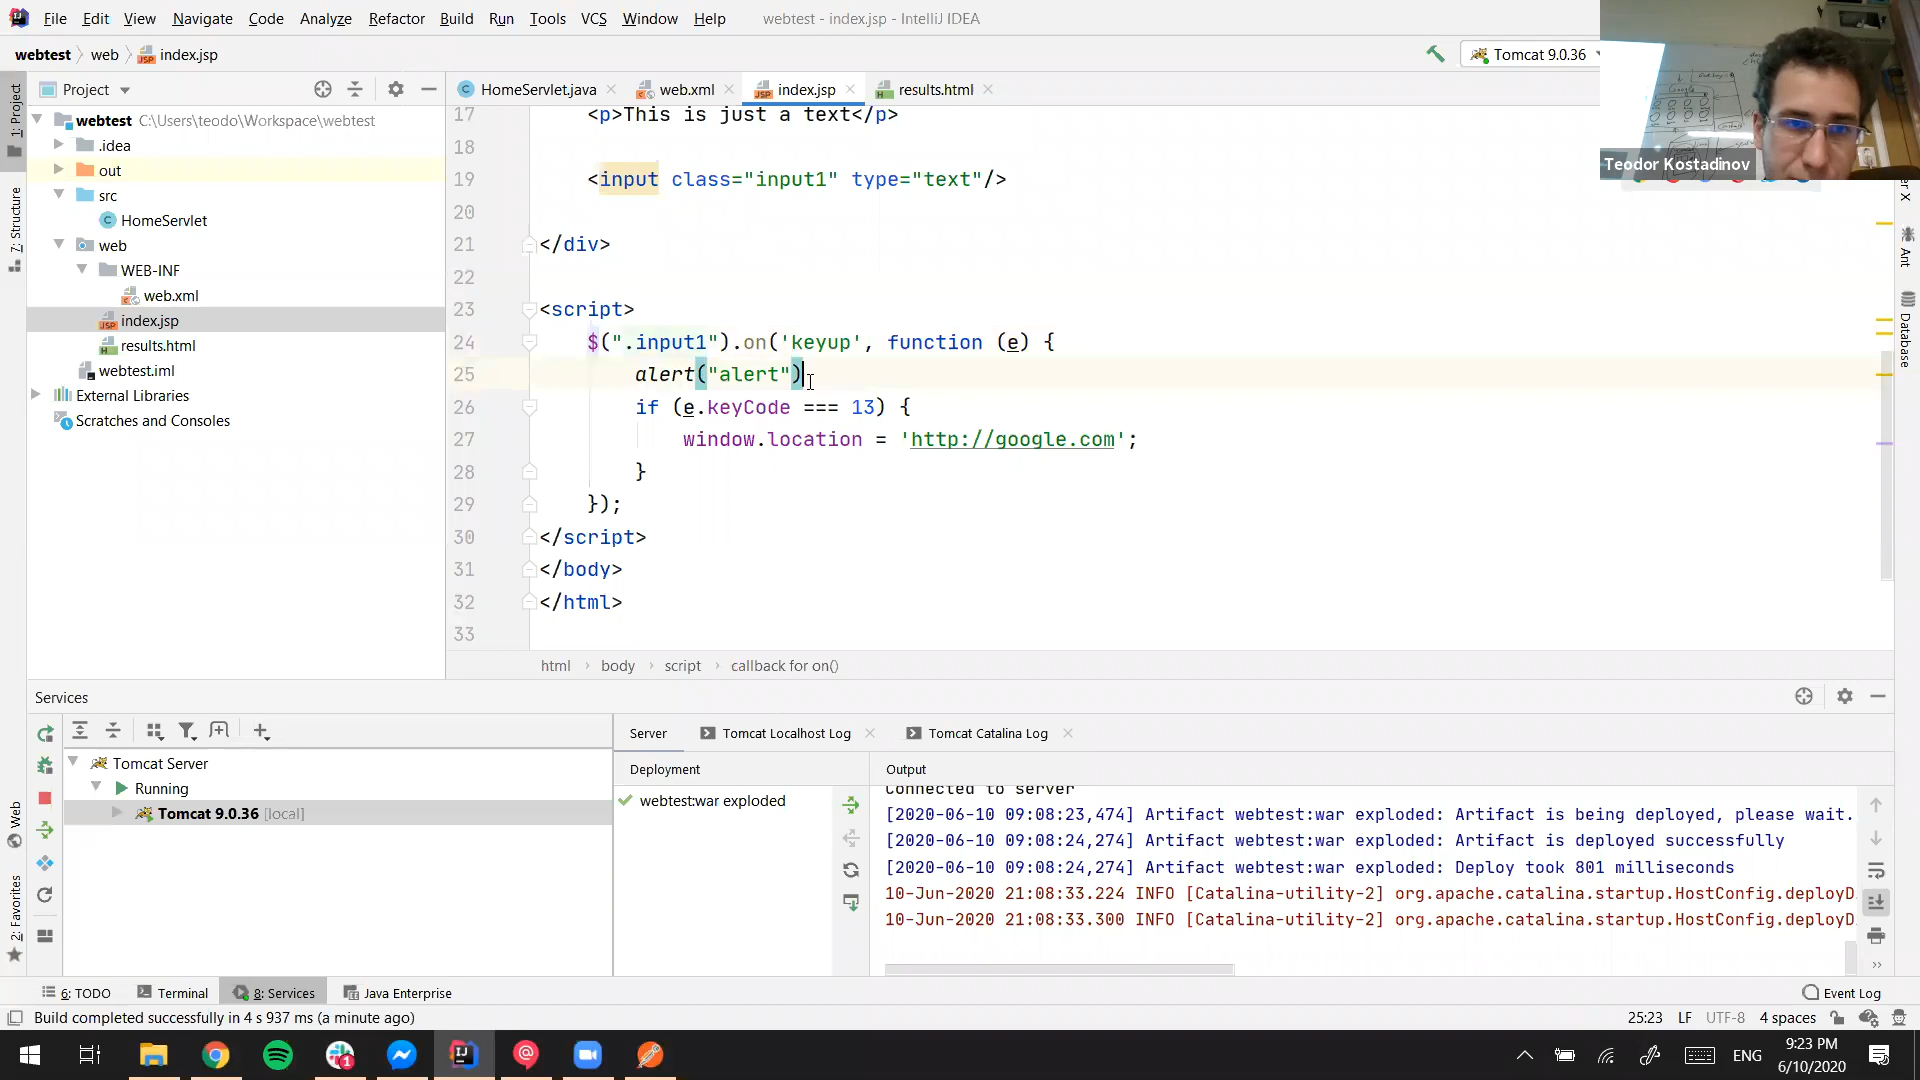 File Edit View Navigate Code Analyze Refactor Build Run Tools VCS Window Help webtest - index.jsp - IntelliJ IDEA
webtest web index.jsp
Tomcat 9.0.36
Teodor Kostadinov
1: Project
7: Structure
Web
2: Favorites
Project
webtest C:\Users\teodo\Workspace\webtest
.idea
out
src
HomeServlet
web
WEB-INF
web.xml
index.jsp
results.html
webtest.iml
External Libraries
Scratches and Consoles
HomeServlet.java web.xml index.jsp results.html
17 <p>This is just a text</p>
18
19 <input class="input1" type="text"/>
20
21 </div>
22
23 <script>
24 $(".input1").on('keyup', function (e) {
25 alert("alert")
26 if (e.keyCode === 13) {
27 window.location = 'http://google.com';
28 }
29 });
30 </script>
31 </body>
32 </html>
33
html body script callback for on()
Ant
Database
Services
Tomcat Server
Running
Tomcat 9.0.36 [local]
Server Tomcat Localhost Log Tomcat Catalina Log
Deployment
webtest:war exploded
Output
Connected to server
[2020-06-10 09:08:23,474] Artifact webtest:war exploded: Artifact is being deployed, please wait.
[2020-06-10 09:08:24,274] Artifact webtest:war exploded: Artifact is deployed successfully
[2020-06-10 09:08:24,274] Artifact webtest:war exploded: Deploy took 801 milliseconds
10-Jun-2020 21:08:33.224 INFO [Catalina-utility-2] org.apache.catalina.startup.HostConfig.deployD
10-Jun-2020 21:08:33.300 INFO [Catalina-utility-2] org.apache.catalina.startup.HostConfig.deployD
6: TODO Terminal 8: Services Java Enterprise Event Log
Build completed successfully in 4 s 937 ms (a minute ago) 25:23 LF UTF-8 4 spaces
ENG 9:23 PM
6/10/2020